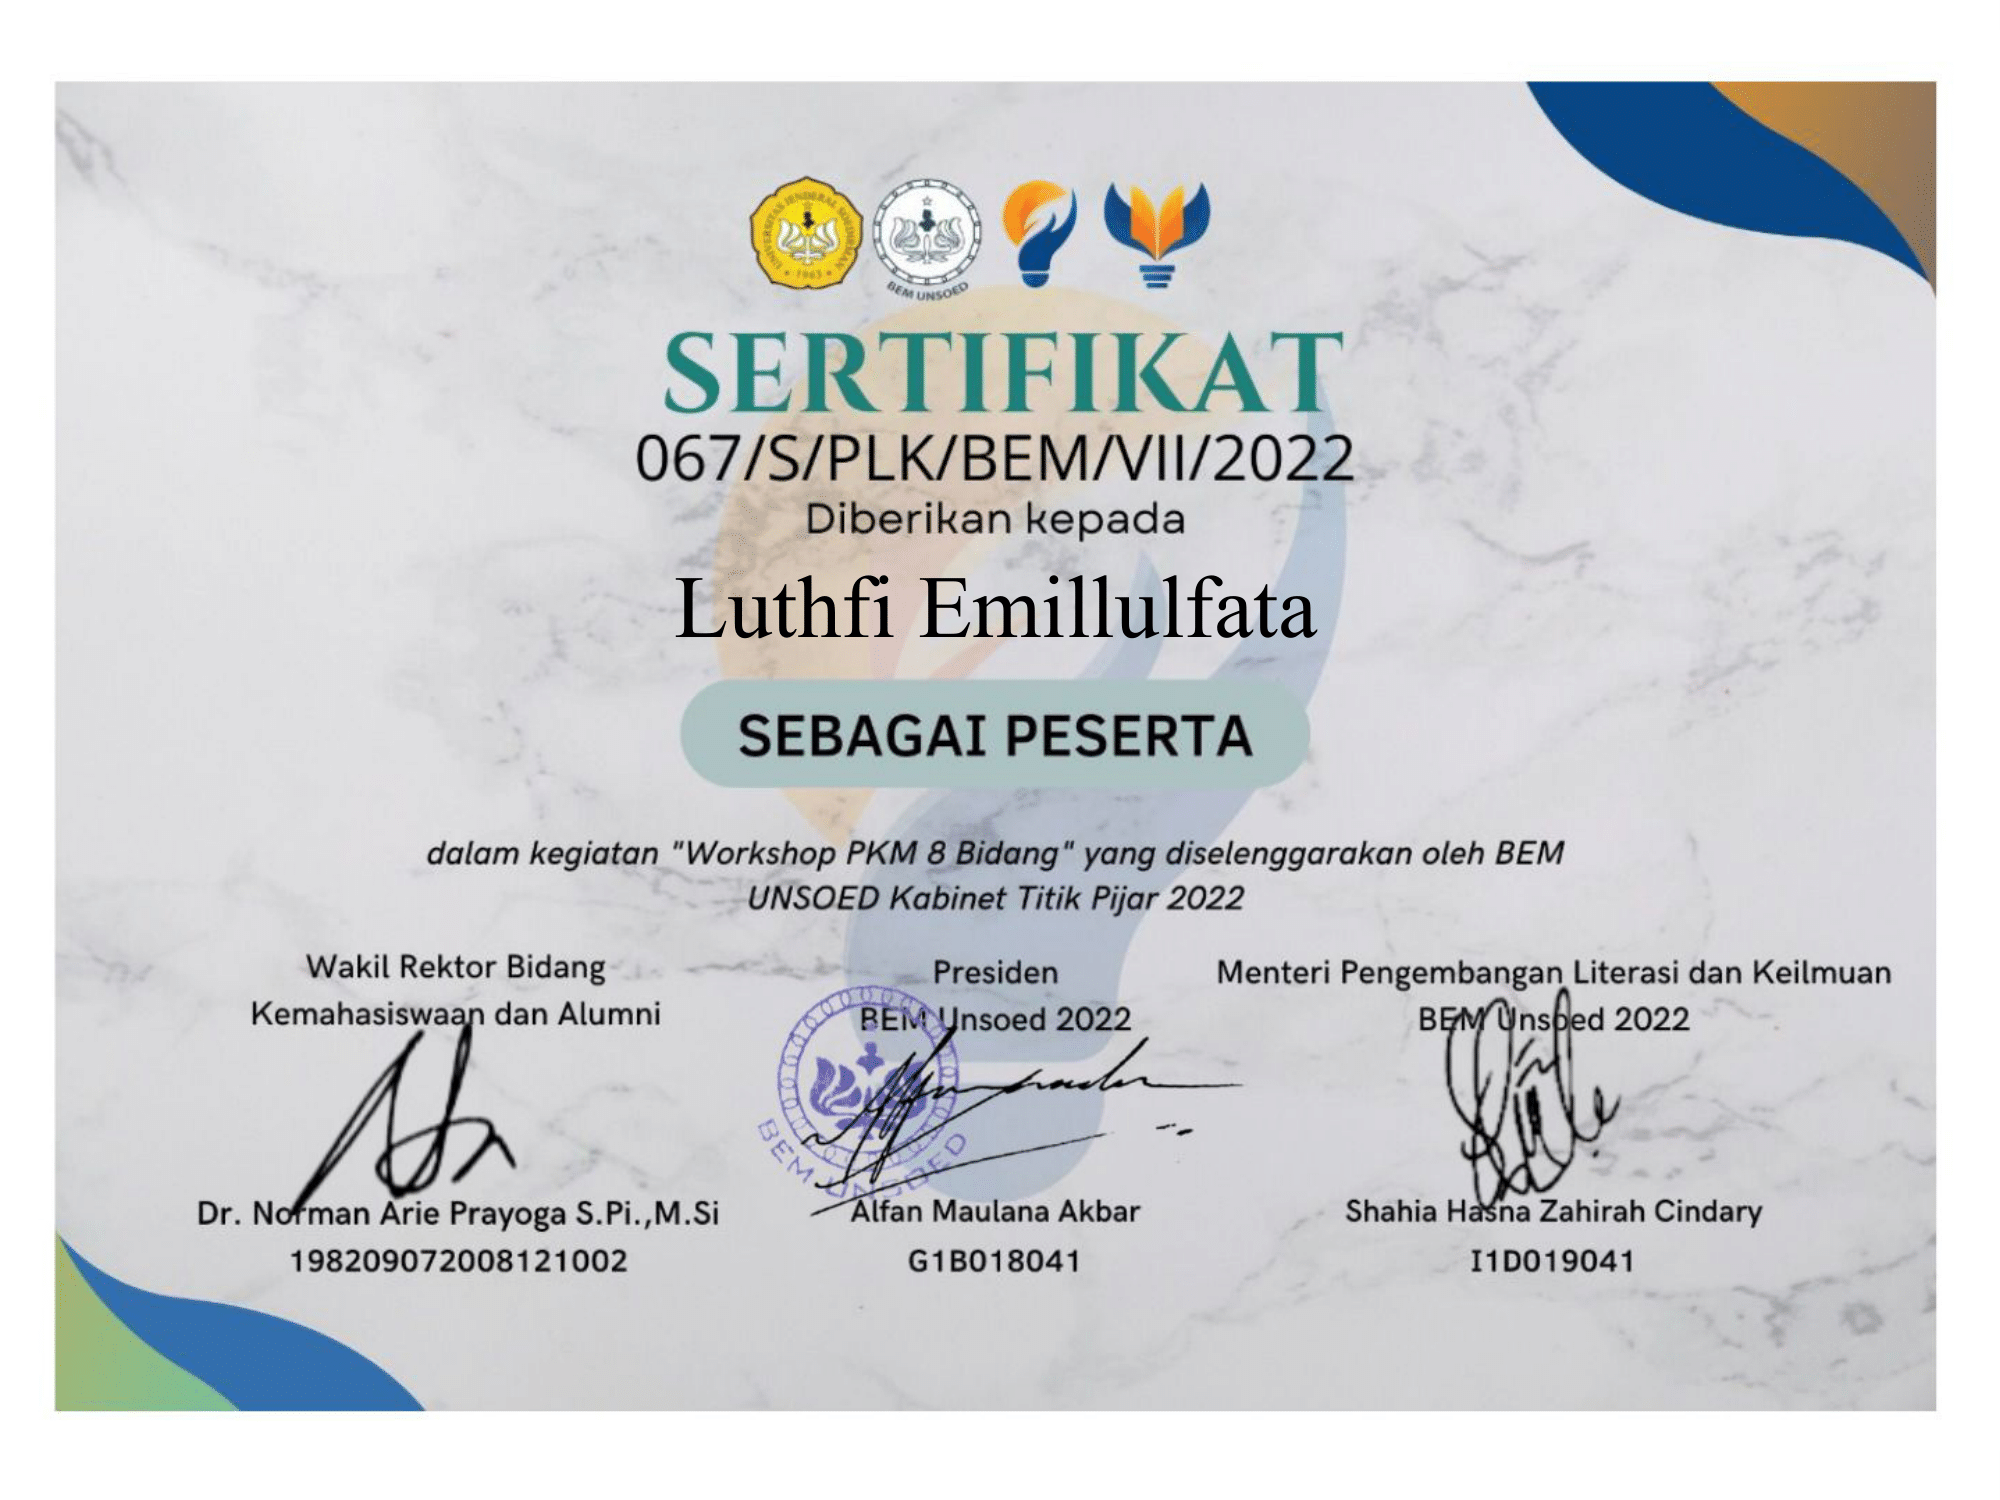 UNIVERSITAS JENDERAL SOEDIRMAN
1963
BEM UNSOED
SERTIFIKAT
067/S/PLK/BEM/VII/2022
Diberikan kepada
Luthfi Emillulfata
SEBAGAI PESERTA
dalam kegiatan "Workshop PKM 8 Bidang" yang diselenggarakan oleh BEM
UNSOED Kabinet Titik Pijar 2022
Wakil Rektor Bidang
Kemahasiswaan dan Alumni
Dr. Norman Arie Prayoga S.Pi.,M.Si
198209072008121002
Presiden
BEM Unsoed 2022
BEM UNSOED
Alfan Maulana Akbar
G1B018041
Menteri Pengembangan Literasi dan Keilmuan
BEM Unsoed 2022
Shahia Hasna Zahirah Cindary
I1D019041